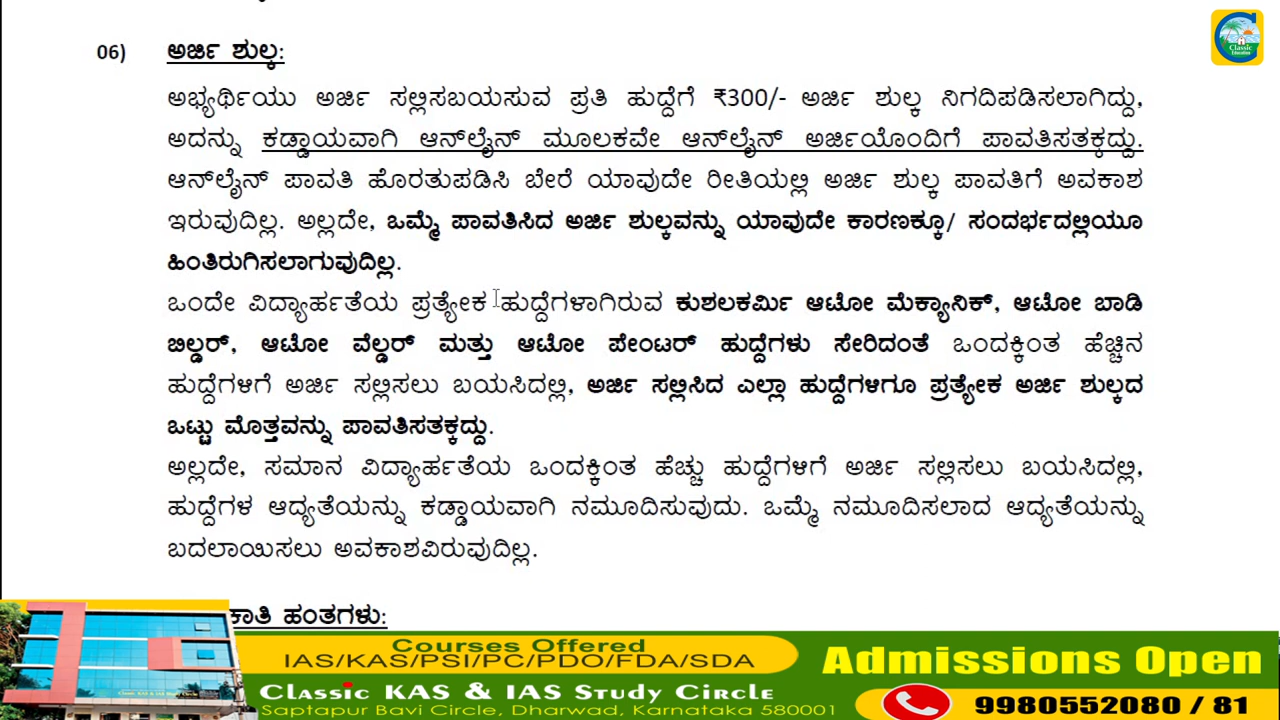 06) ಅರ್ಜಿ ಶುಲ್ಕ:
ಅಭ್ಯರ್ಥಿಯು ಅರ್ಜಿ ಸಲ್ಲಿಸಬಯಸುವ ಪ್ರತಿ ಹುದ್ದೆಗೆ ₹300/- ಅರ್ಜಿ ಶುಲ್ಕ ನಿಗದಿಪಡಿಸಲಾಗಿದ್ದು,
ಅದನ್ನು ಕಡ್ಡಾಯವಾಗಿ ಆನ್‌ಲೈನ್ ಮೂಲಕವೇ ಆನ್‌ಲೈನ್ ಅರ್ಜಿಯೊಂದಿಗೆ ಪಾವತಿಸತಕ್ಕದ್ದು.
ಆನ್‌ಲೈನ್ ಪಾವತಿ ಹೊರತುಪಡಿಸಿ ಬೇರೆ ಯಾವುದೇ ರೀತಿಯಲ್ಲಿ ಅರ್ಜಿ ಶುಲ್ಕ ಪಾವತಿಗೆ ಅವಕಾಶ
ಇರುವುದಿಲ್ಲ. ಅಲ್ಲದೇ, ಒಮ್ಮೆ ಪಾವತಿಸಿದ ಅರ್ಜಿ ಶುಲ್ಕವನ್ನು ಯಾವುದೇ ಕಾರಣಕ್ಕೂ/ ಸಂದರ್ಭದಲ್ಲಿಯೂ
ಹಿಂತಿರುಗಿಸಲಾಗುವುದಿಲ್ಲ.
ಒಂದೇ ವಿದ್ಯಾರ್ಹತೆಯ ಪ್ರತ್ಯೇಕ ಹುದ್ದೆಗಳಾಗಿರುವ ಕುಶಲಕರ್ಮಿ ಆಟೋ ಮೆಕ್ಯಾನಿಕ್, ಆಟೋ ಬಾಡಿ
ಬಿಲ್ಡರ್, ಆಟೋ ವೆಲ್ಡರ್ ಮತ್ತು ಆಟೋ ಪೇಂಟರ್ ಹುದ್ದೆಗಳು ಸೇರಿದಂತೆ ಒಂದಕ್ಕಿಂತ ಹೆಚ್ಚಿನ
ಹುದ್ದೆಗಳಿಗೆ ಅರ್ಜಿ ಸಲ್ಲಿಸಲು ಬಯಸಿದಲ್ಲಿ, ಅರ್ಜಿ ಸಲ್ಲಿಸಿದ ಎಲ್ಲಾ ಹುದ್ದೆಗಳಿಗೂ ಪ್ರತ್ಯೇಕ ಅರ್ಜಿ ಶುಲ್ಕದ
ಒಟ್ಟು ಮೊತ್ತವನ್ನು ಪಾವತಿಸತಕ್ಕದ್ದು.
ಅಲ್ಲದೇ, ಸಮಾನ ವಿದ್ಯಾರ್ಹತೆಯ ಒಂದಕ್ಕಿಂತ ಹೆಚ್ಚು ಹುದ್ದೆಗಳಿಗೆ ಅರ್ಜಿ ಸಲ್ಲಿಸಲು ಬಯಸಿದಲ್ಲಿ,
ಹುದ್ದೆಗಳ ಆದ್ಯತೆಯನ್ನು ಕಡ್ಡಾಯವಾಗಿ ನಮೂದಿಸುವುದು. ಒಮ್ಮೆ ನಮೂದಿಸಲಾದ ಆದ್ಯತೆಯನ್ನು
ಬದಲಾಯಿಸಲು ಅವಕಾಶವಿರುವುದಿಲ್ಲ.
ಹಂತಗಳು:
Courses Offered
IAS/KAS/PSI/PC/PDO/FDA/SDA
Classic KAS & IAS Study Circle
Saptapur Bavi Circle, Dharwad, Karnataka 580001
Admissions Open
9980552080 / 81
Classic
Education